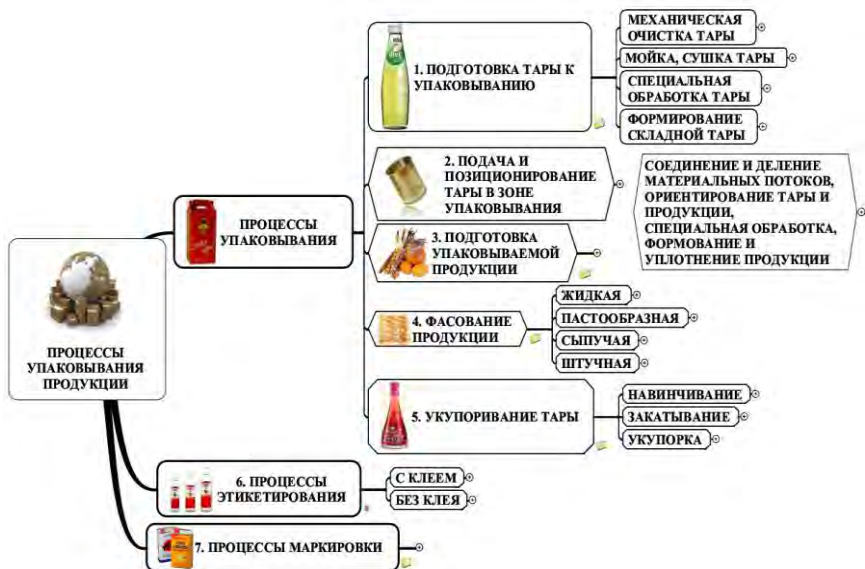 ПРОЦЕССЫ
УПАКОВЫВАНИЯ
ПРОДУКЦИИ
ПРОЦЕССЫ
УПАКОВЫВАНИЯ
1. ПОДГОТОВКА ТАРЫ К
УПАКОВЫВАНИЮ
МЕХАНИЧЕСКАЯ
ОЧИСТКА ТАРЫ
МОЙКА, СУШКА ТАРЫ
СПЕЦИАЛЬНАЯ
ОБРАБОТКА ТАРЫ
ФОРМИРОВАНИЕ
СКЛАДНОЙ ТАРЫ
2. ПОДАЧА И
ПОЗИЦИОНИРОВАНИЕ
ТАРЫ В ЗОНЕ
УПАКОВЫВАНИЯ
СОЕДИНЕНИЕ И ДЕЛЕНИЕ
МАТЕРИАЛЬНЫХ ПОТОКОВ,
ОРИЕНТИРОВАНИЕ ТАРЫ И
ПРОДУКЦИИ,
СПЕЦИАЛЬНАЯ ОБРАБОТКА,
ФОРМОВАНИЕ И
УПЛОТНЕНИЕ ПРОДУКЦИИ
3. ПОДГОТОВКА
УПАКОВЫВАЕМОЙ
ПРОДУКЦИИ
4. ФАСОВАНИЕ
ПРОДУКЦИИ
ЖИДКАЯ
ПАСТООБРАЗНАЯ
СЫПУЧАЯ
ШТУЧНАЯ
5. УКУПОРИВАНИЕ ТАРЫ
НАВИНЧИВАНИЕ
ЗАКАТЫВАНИЕ
УКУПОРКА
6. ПРОЦЕССЫ
ЭТИКЕТИРОВАНИЯ
С КЛЕЕМ
БЕЗ КЛЕЯ
7. ПРОЦЕССЫ МАРКИРОВКИ